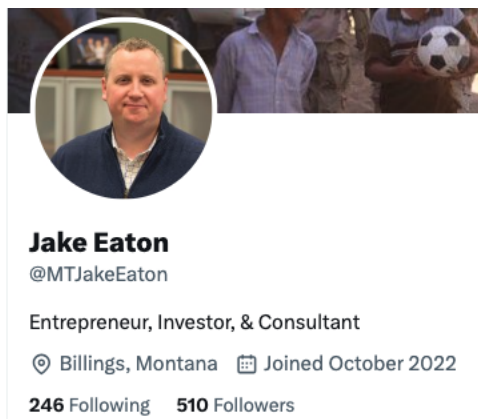 Jake Eaton
@MTJakeEaton
Entrepreneur, Investor, & Consultant
Billings, Montana Joined October 2022
246 Following 510 Followers